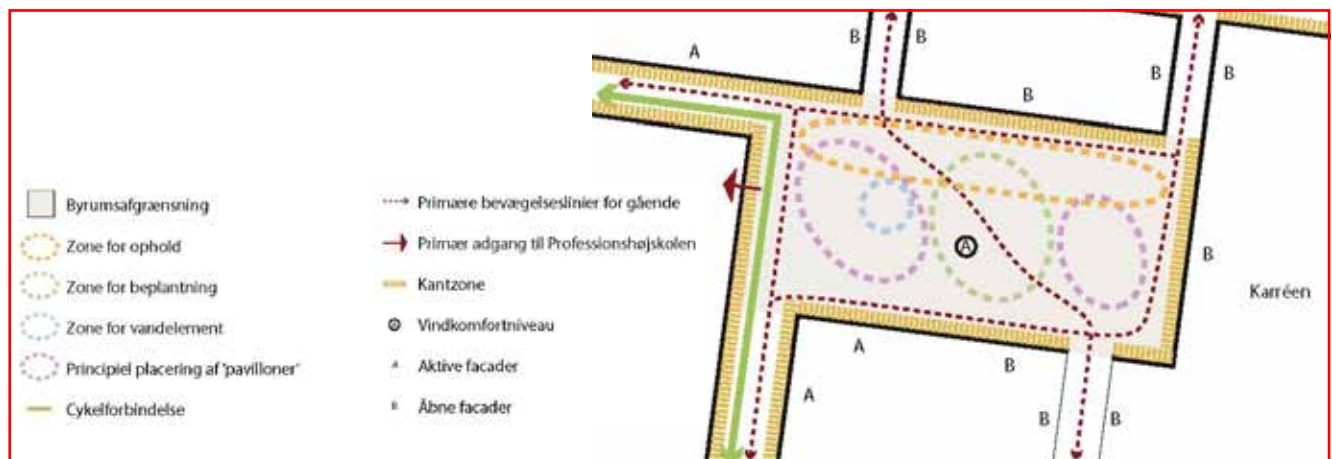 Byrumsafgrænsning
Zone for ophold
Zone for beplantning
Zone for vandelement
Principiel placering af 'pavilloner'
Cykelforbindelse
Primære bevægelseslinier for gående
Primær adgang til Professionshøjskolen
Kantzone
Vindkomfortniveau
A Aktive facader
B Åbne facader
A
B
B
B
B
B
A
B
Karréen
A
B
A
B
B